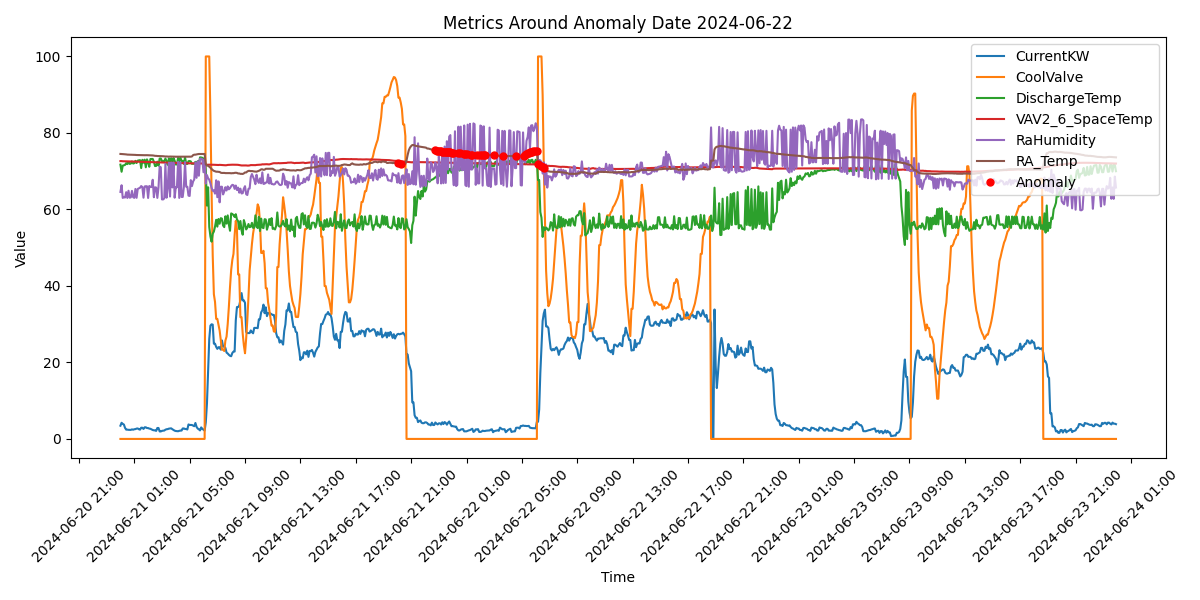 Metrics Around Anomaly Date 2024-06-22
100
80
60
40
20
0
Value
CurrentKW
CoolValve
DischargeTemp
VAV2_6_SpaceTemp
RaHumidity
RA_Temp
Anomaly
2024-06-20 21:00
2024-06-21 01:00
2024-06-21 05:00
2024-06-21 09:00
2024-06-21 13:00
2024-06-21 17:00
2024-06-21 21:00
2024-06-22 01:00
2024-06-22 05:00
2024-06-22 09:00
2024-06-22 13:00
2024-06-22 17:00
2024-06-22 21:00
2024-06-23 01:00
2024-06-23 05:00
2024-06-23 09:00
2024-06-23 13:00
2024-06-23 17:00
2024-06-23 21:00
2024-06-24 01:00
Time